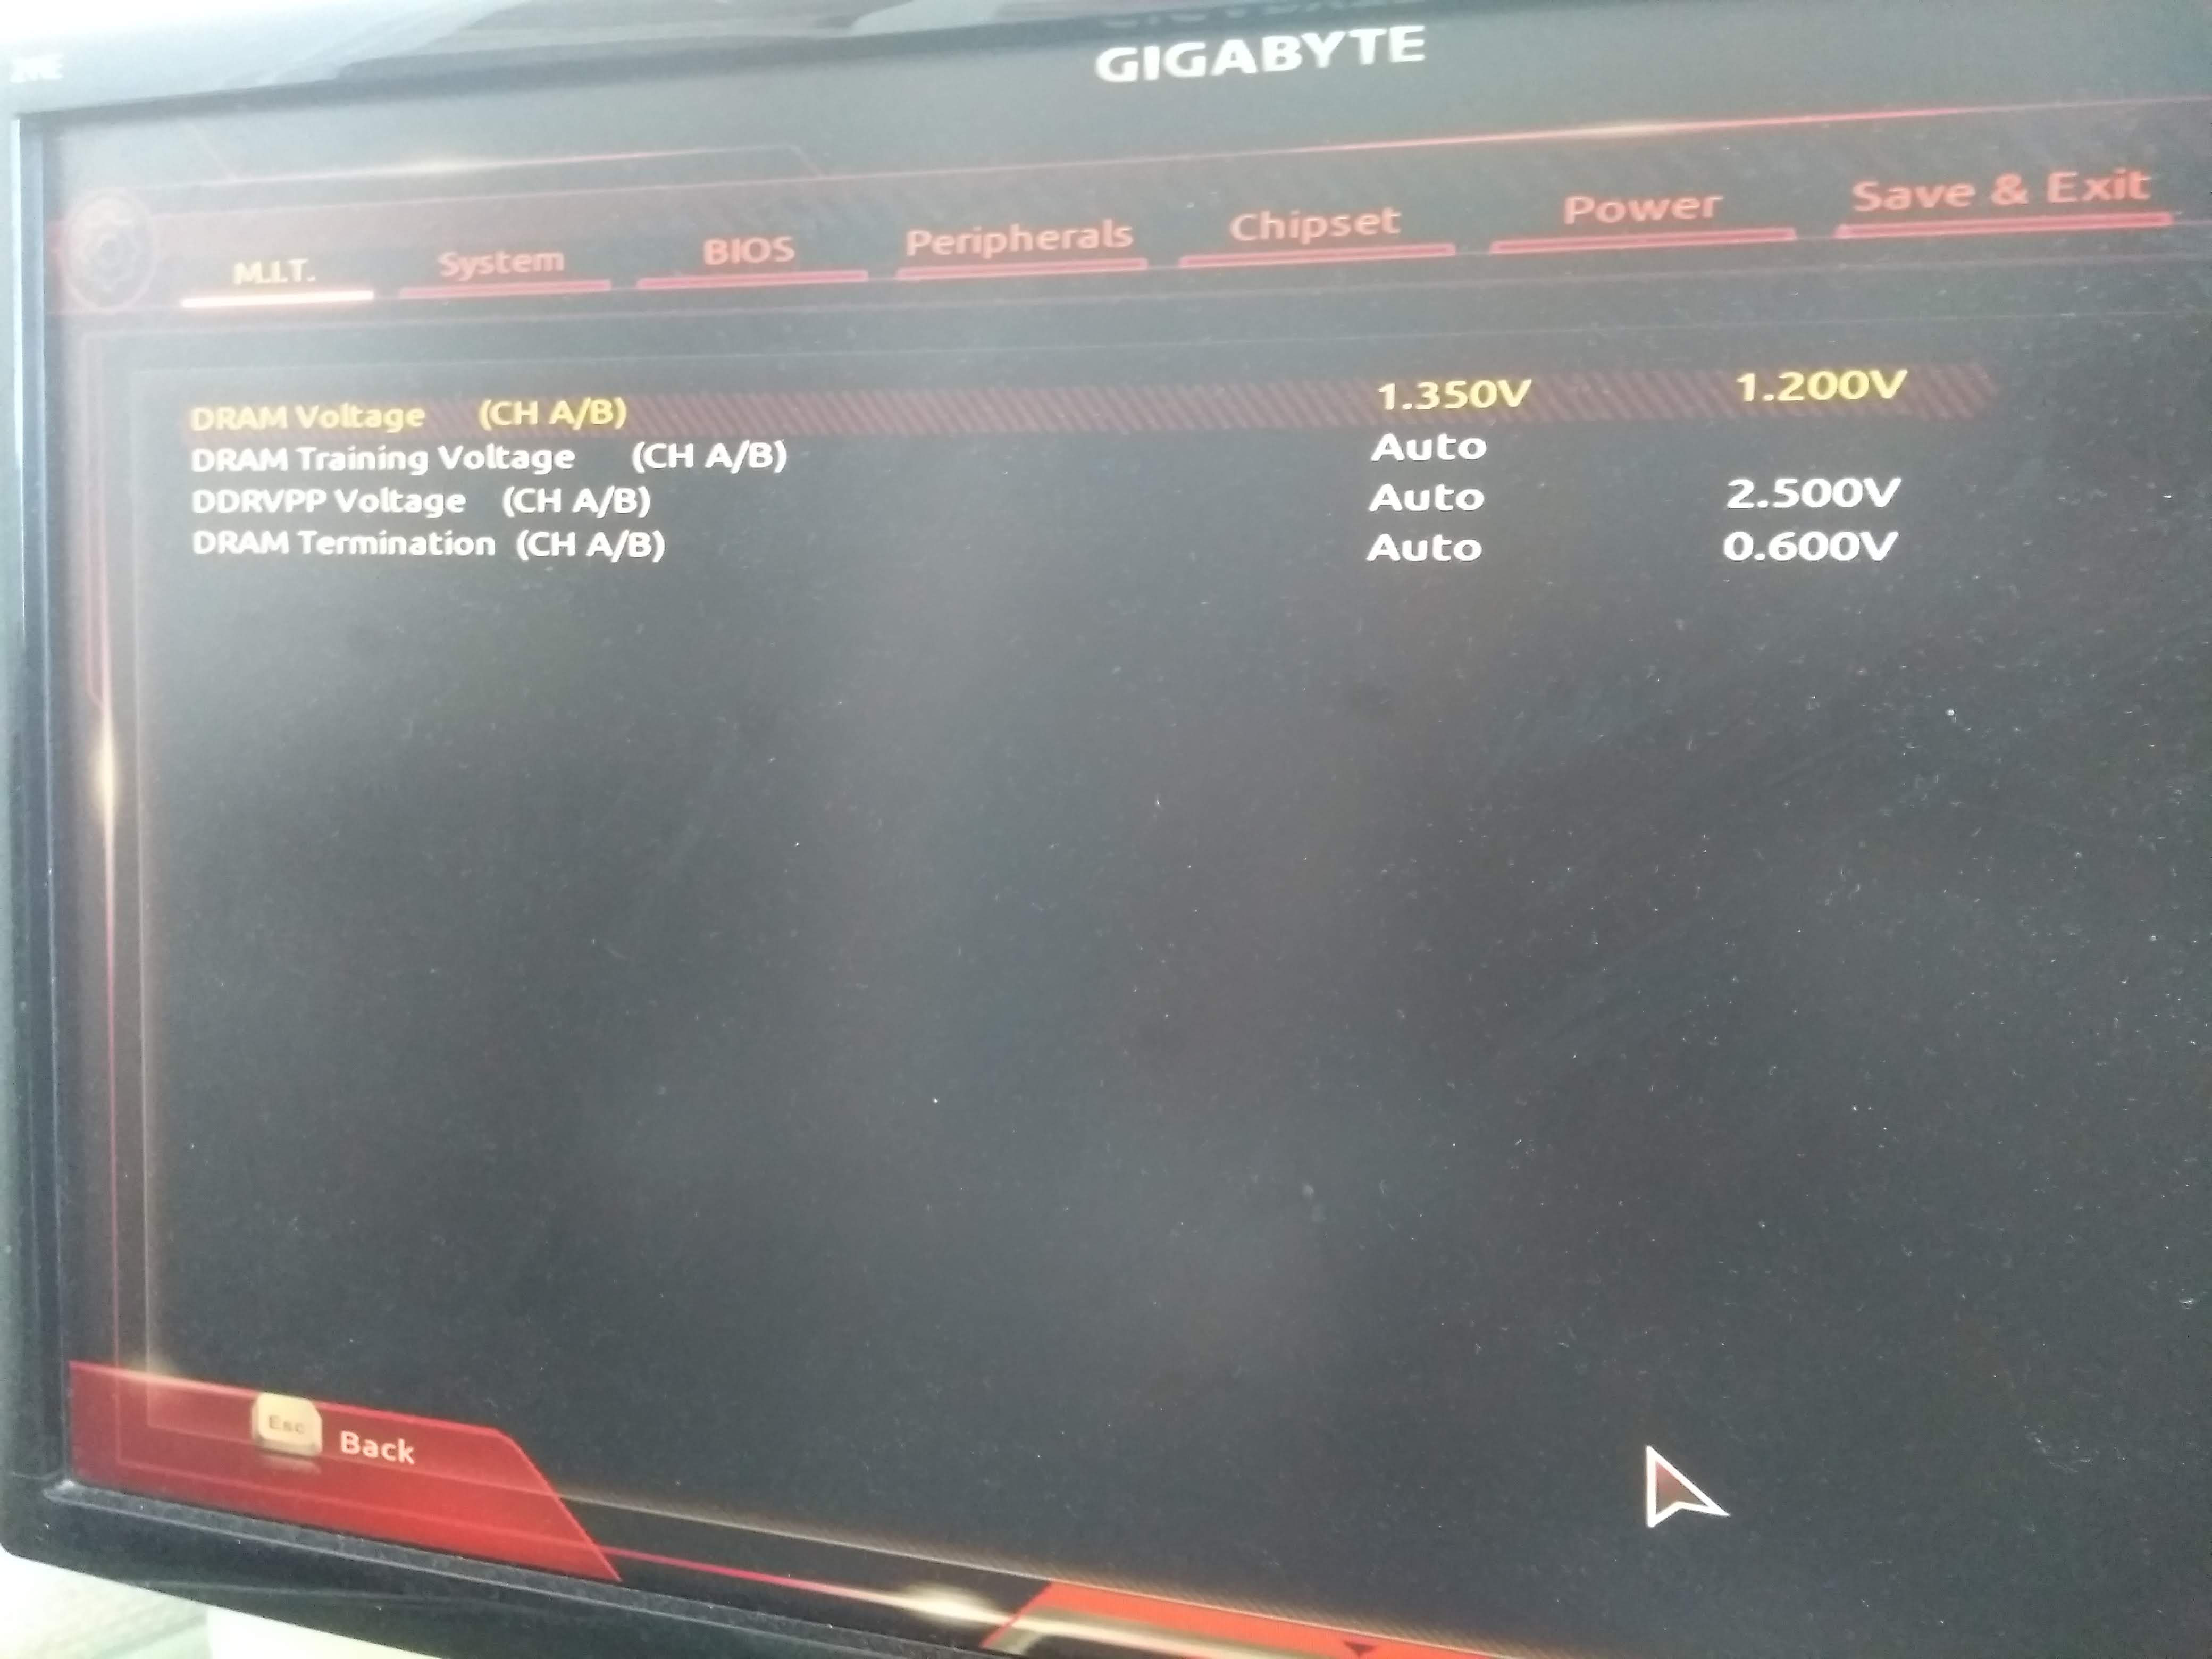 GIGABYTE
M.I.T. System BIOS Peripherals Chipset Power Save & Exit
DRAM Voltage (CH A/B) 1.350V 1.200V
DRAM Training Voltage (CH A/B) Auto
DDRVPP Voltage (CH A/B) Auto 2.500V
DRAM Termination (CH A/B) Auto 0.600V
Esc Back